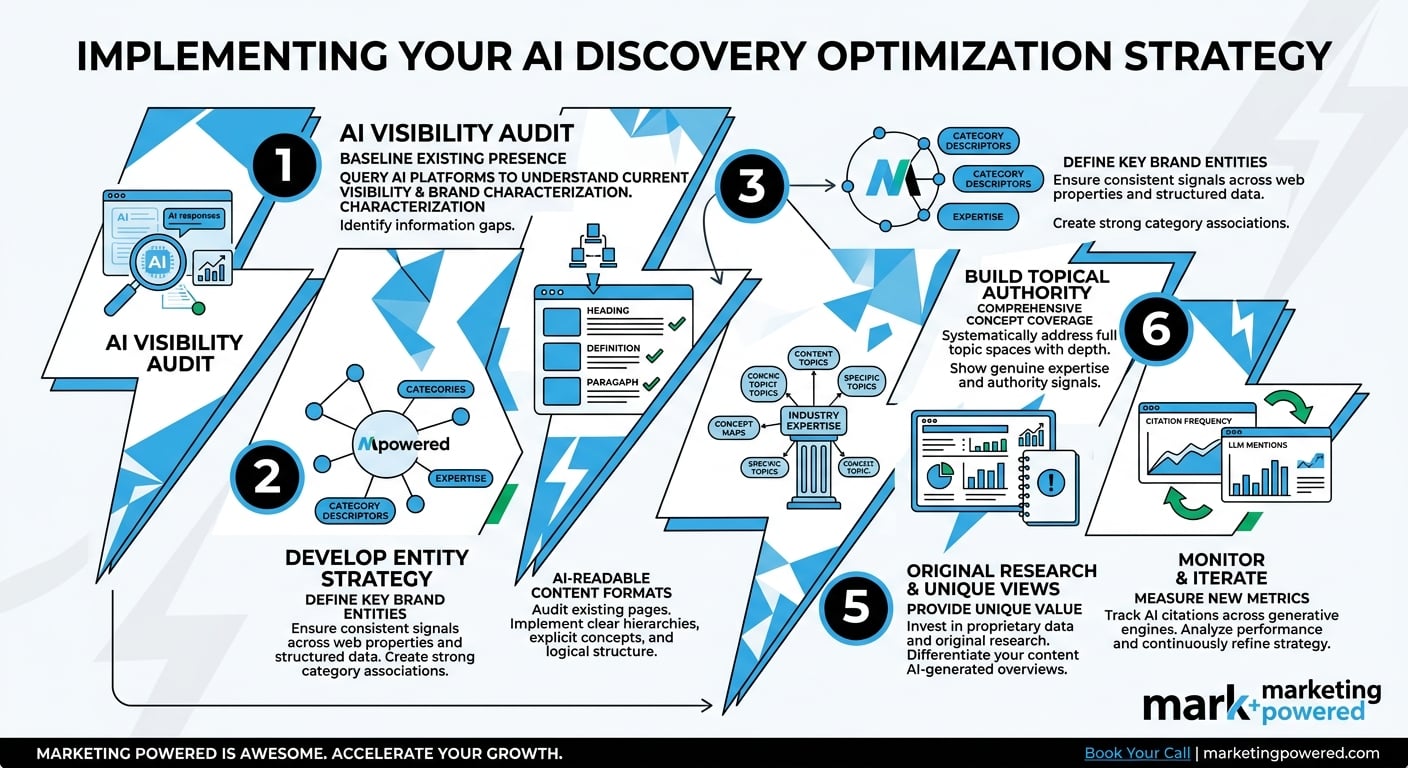 IMPLEMENTING YOUR AI DISCOVERY OPTIMIZATION STRATEGY
1
AI VISIBILITY AUDIT
BASELINE EXISTING PRESENCE
QUERY AI PLATFORMS TO UNDERSTAND CURRENT
VISIBILITY & BRAND CHARACTERIZATION.
CHARACTERIZATION
Identify information gaps.
AI
AI responses
AI
AI VISIBILITY
AUDIT
2
CATEGORIES
Mpowered
EXPERTISE
CATEGORY
DESCRIPTORS
DEVELOP ENTITY
STRATEGY
DEFINE KEY BRAND
ENTITIES
Ensure consistent signals
across web properties and
structured data. Create strong
category associations.
HEADING
DEFINITION
PARAGRAPH
AI-READABLE
CONTENT FORMATS
Audit existing pages.
Implement clear hierarchies,
explicit concepts, and
logical structure.
3
M
CATEGORY
DESCRIPTORS
CATEGORY
DESCRIPTORS
EXPERTISE
DEFINE KEY BRAND ENTITIES
Ensure consistent signals across web
properties and structured data.
Create strong category associations.
CONTENT
TOPICS
TOPICS
SPECIFIC
TOPICS
CONCEPT
MAPS
INDUSTRY
EXPERTISE
TOPICS
TOPIC.
BUILD TOPICAL
AUTHORITY
COMPREHENSIVE
CONCEPT COVERAGE
Systematically address full
topic spaces with depth.
Show genuine expertise
and authority signals.
5
ORIGINAL RESEARCH
& UNIQUE VIEWS
PROVIDE UNIQUE VALUE
Invest in proprietary data
and original research.
Differentiate your content
AI-generated overviews.
6
CITATION FREQUENCY
LLM MENTIONS
MONITOR
& ITERATE
MEASURE NEW METRICS
Track AI citations across generative
engines. Analyze performance
and continuously refine strategy.
mark+ marketing
powered
MARKETING POWERED IS AWESOME. ACCELERATE YOUR GROWTH.
Book Your Call | marketingpowered.com